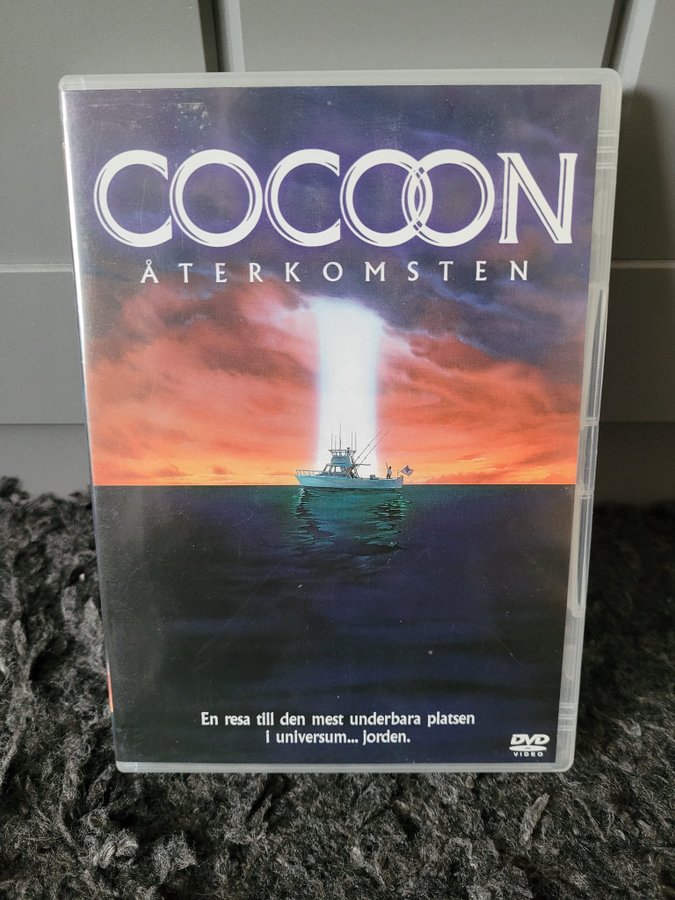 COCOON
ÅTERKOMSTEN
En resa till den mest underbara platsen
i universum... Jorden.
DVD
VIDEO